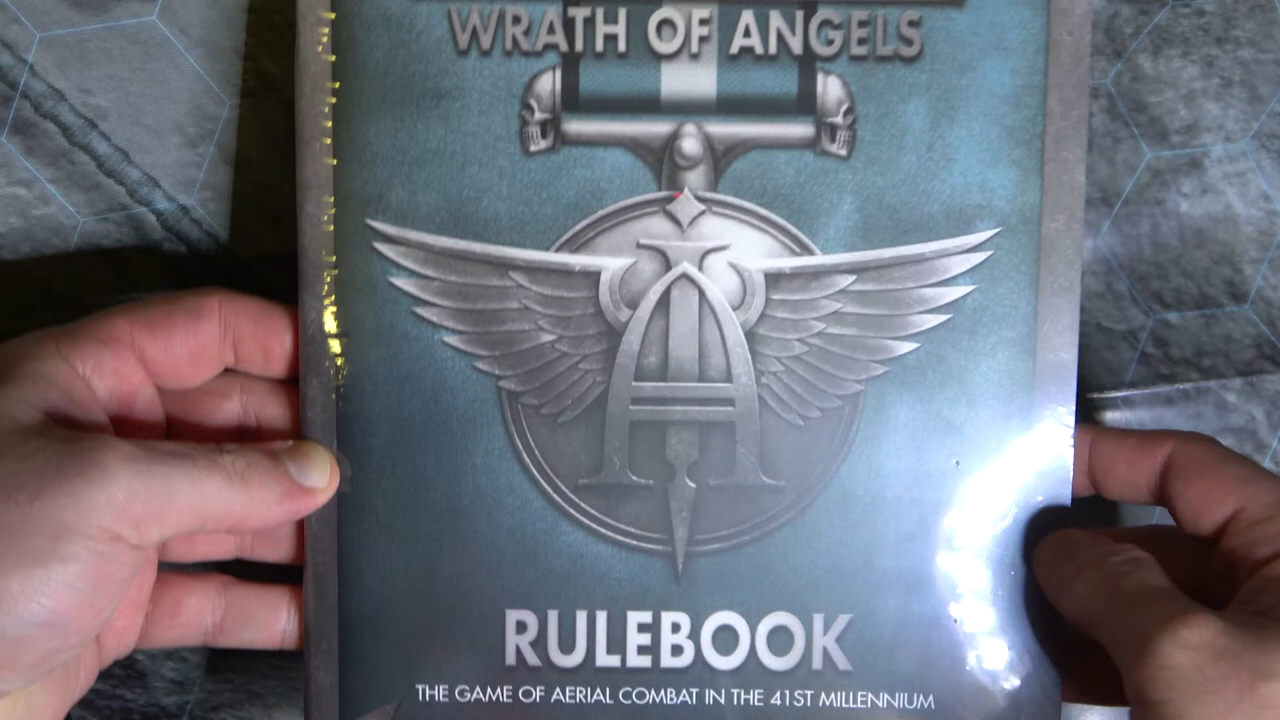 WRATH OF ANGELS
RULEBOOK
THE GAME OF AERIAL COMBAT IN THE 41ST MILLENNIUM